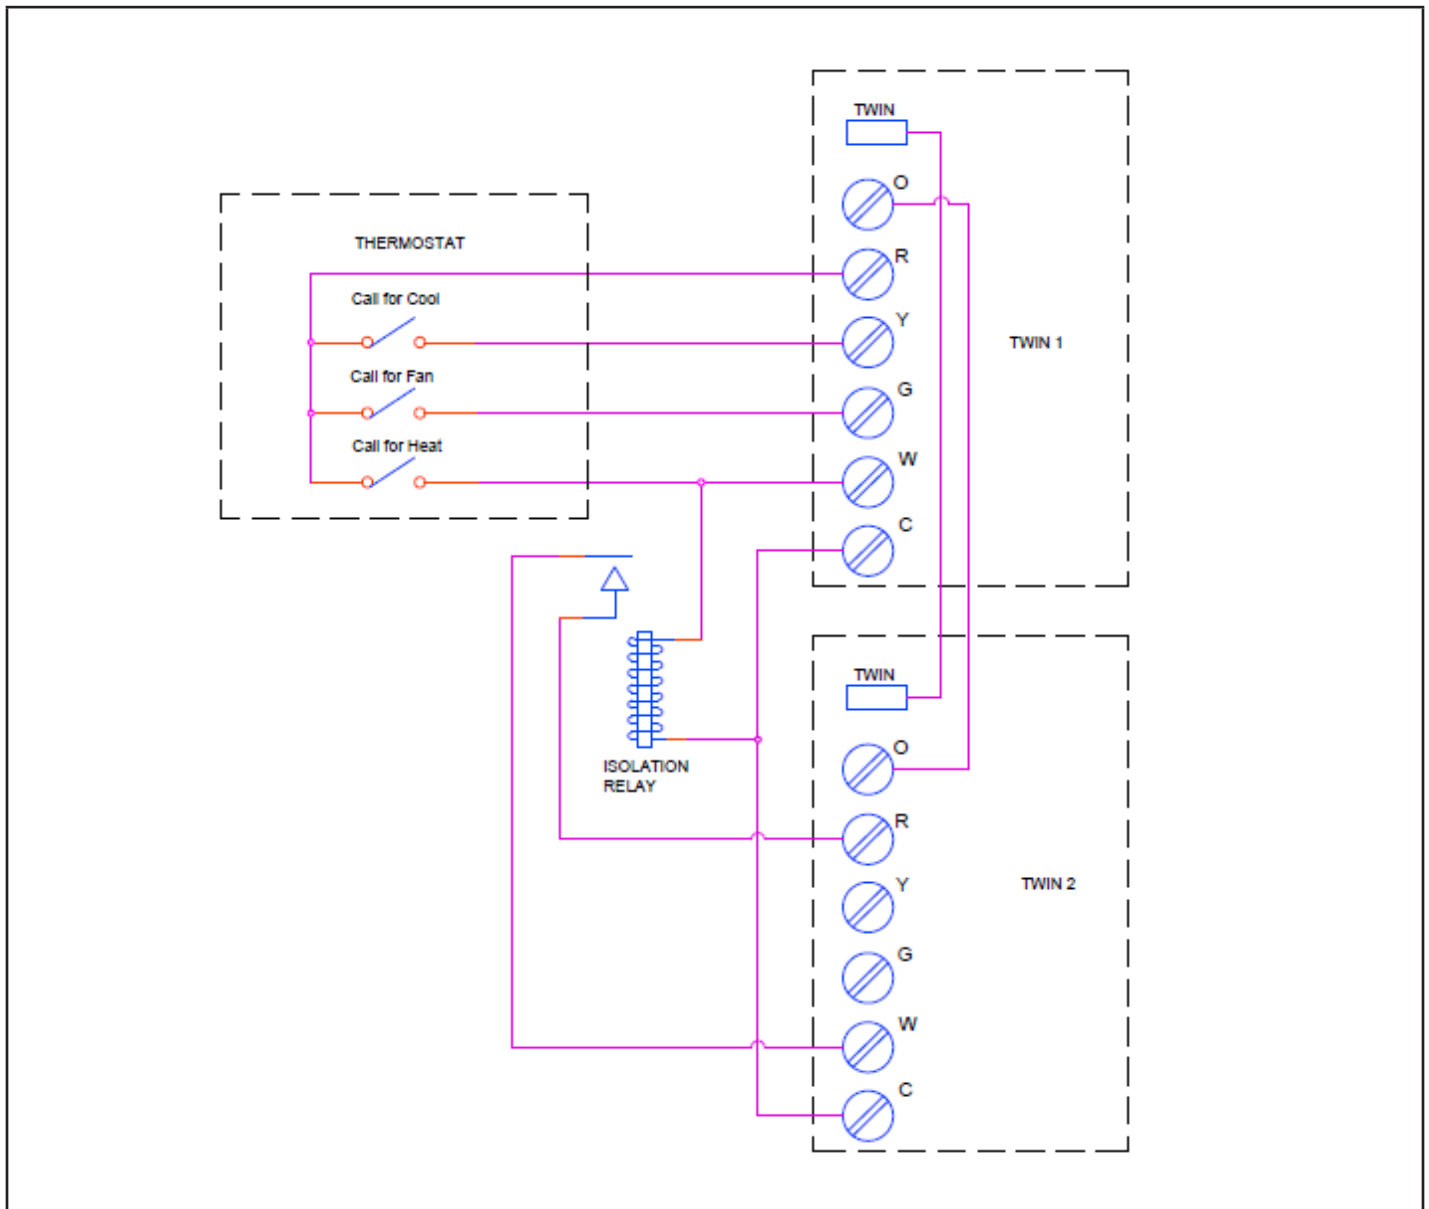 TWIN
O
THERMOSTAT
R
Call for Cool
Y
TWIN 1
Call for Fan
G
Call for Heat
W
C
TWIN
O
ISOLATION
RELAY
R
Y
TWIN 2
G
W
C